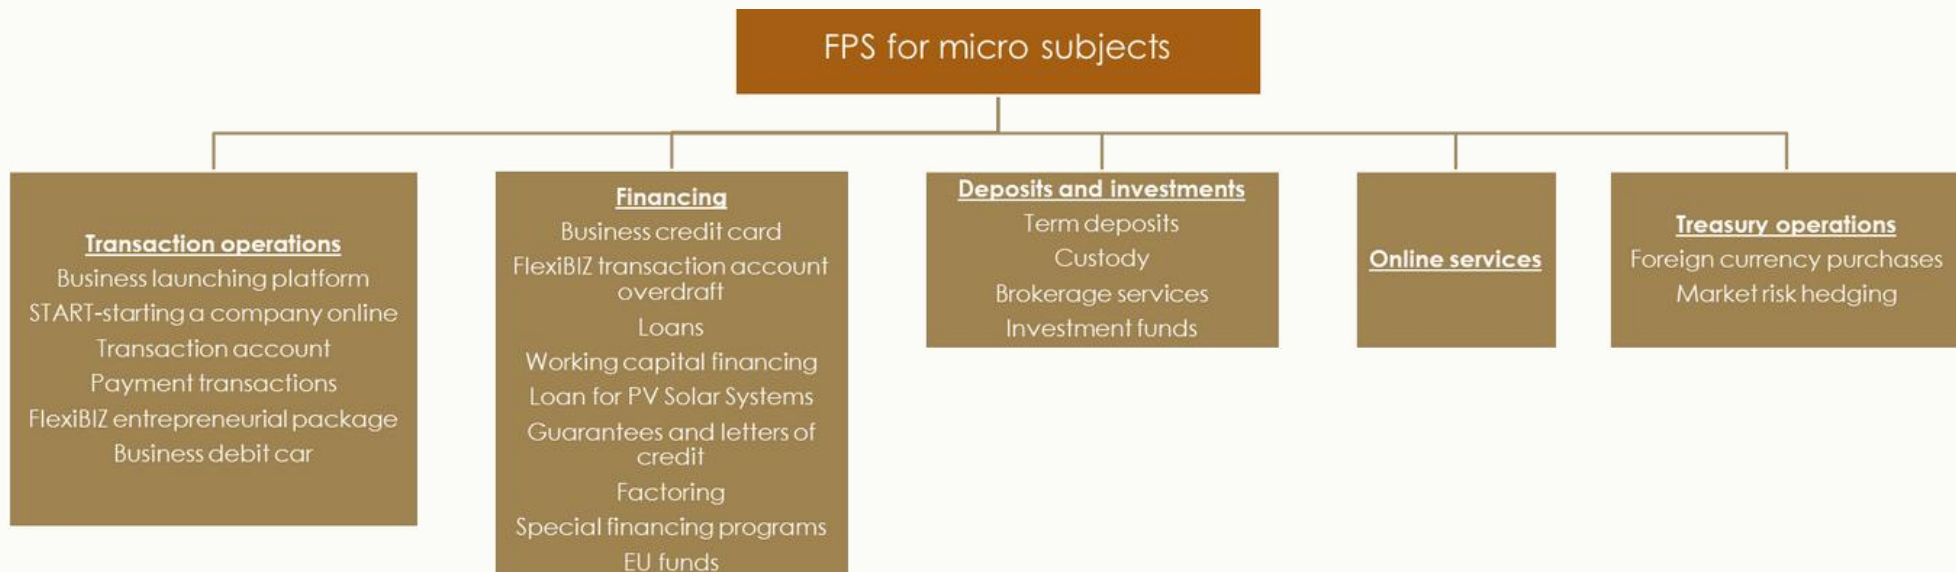 FPS for micro subjects
Transaction operations
Business launching platform
START-starting a company online
Transaction account
Payment transactions
FlexiBIZ entrepreneurial package
Business debit car
Financing
Business credit card
FlexiBIZ transaction account
overdraft
Loans
Working capital financing
Loan for PV Solar Systems
Guarantees and letters of
credit
Factoring
Special financing programs
EU funds
Deposits and investments
Term deposits
Custody
Brokerage services
Investment funds
Online services
Treasury operations
Foreign currency purchases
Market risk hedging